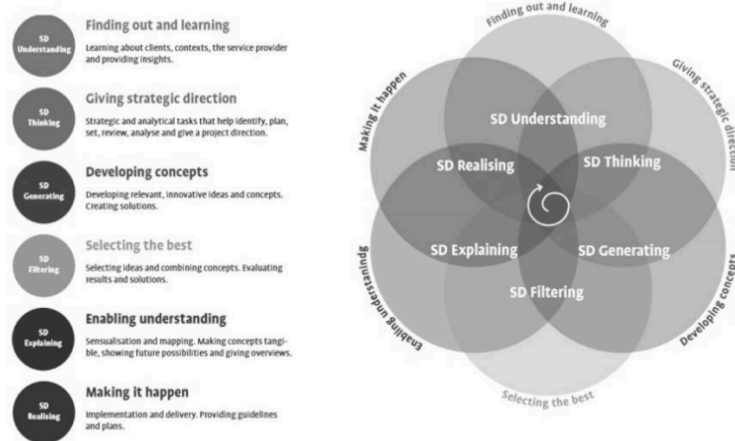 SD
Understanding
Finding out and learning
Learning about clients, contexts, the service provider
and providing insights.
SD
Thinking
Giving strategic direction
Strategic and analytical tasks that help identify, plan,
set, review, analyse and give a project direction.
SD
Generating
Developing concepts
Developing relevant, innovative ideas and concepts.
Creating solutions.
SD
Filtering
Selecting the best
Selecting ideas and combining concepts. Evaluating
results and solutions.
SD
Explaining
Enabling understanding
Sensualisation and mapping. Making concepts tangi-
ble, showing future possibilities and giving overviews.
SD
Realising
Making it happen
Implementation and delivery. Providing guidelines
and plans.
Finding out and learning
Giving strategic direction
Making it happen
SD Understanding
SD Realising
SD Thinking
SD Explaining
SD Generating
SD Filtering
Enabling understanding
Developing concepts
Selecting the best